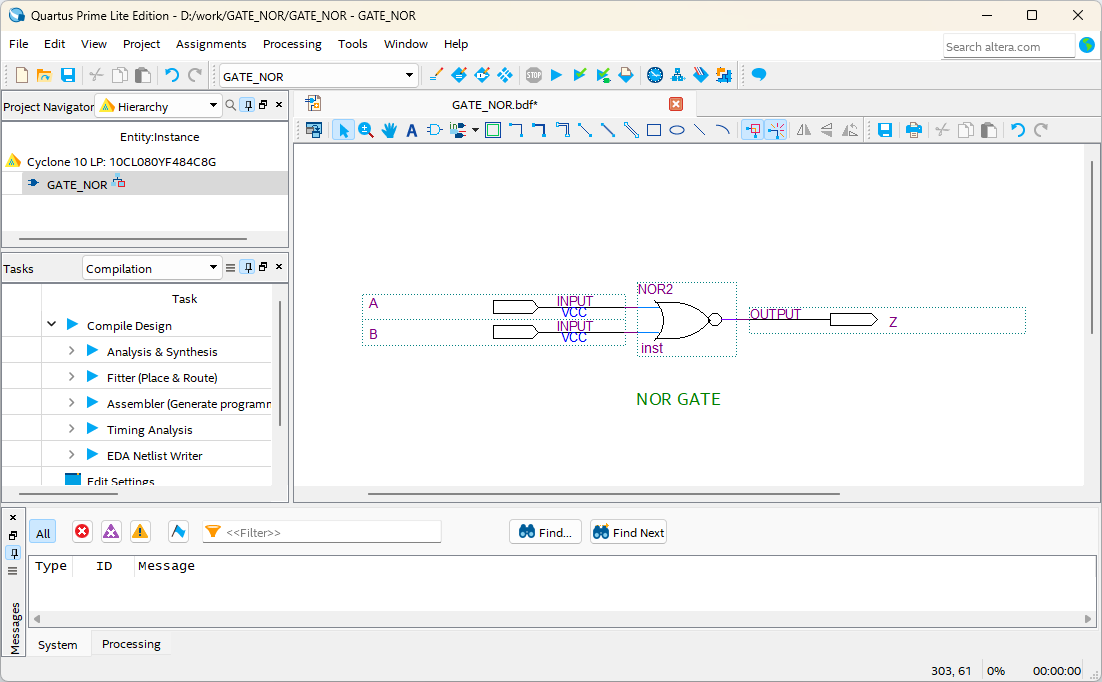 Quartus Prime Lite Edition - D:/work/GATE_NOR/GATE_NOR - GATE_NOR
File Edit View Project Assignments Processing Tools Window Help
Search altera.com
STOP
GATE_NOR
Project Navigator Hierarchy
Entity:Instance
Cyclone 10 LP: 10CL080YF484C8G
GATE_NOR
Tasks Compilation
Task
Compile Design
Analysis & Synthesis
Fitter (Place & Route)
Assembler (Generate programm
Timing Analysis
EDA Netlist Writer
Edit Settings
GATE_NOR.bdf*
A
INPUT
VCC
B
INPUT
VCC
NOR2
inst
OUTPUT
Z
NOR GATE
All
<<Filter>>
Find...
Find Next
Type ID Message
Messages
System Processing
303, 61 0% 00:00:00